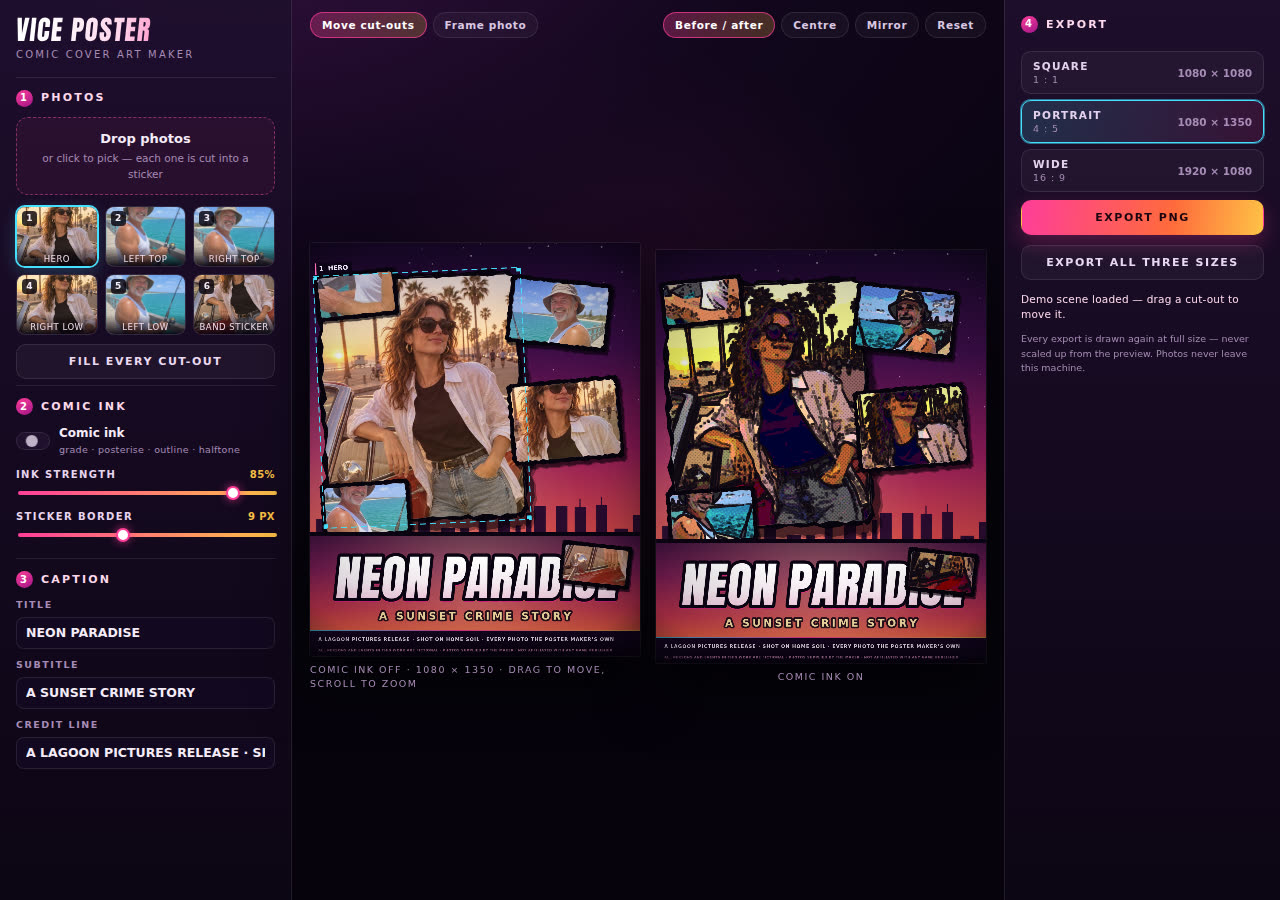 VICE POSTER
COMIC COVER ART MAKER
1 PHOTOS
Drop photos
or click to pick — each one is cut into a
sticker
1 HERO
2 LEFT TOP
3 RIGHT TOP
4 RIGHT LOW
5 LEFT LOW
6 BAND STICKER
FILL EVERY CUT-OUT
2 COMIC INK
Comic ink
grade · posterise · outline · halftone
INK STRENGTH 85%
STICKER BORDER 9 PX
3 CAPTION
TITLE
NEON PARADISE
SUBTITLE
A SUNSET CRIME STORY
CREDIT LINE
A LAGOON PICTURES RELEASE · SI
Move cut-outs Frame photo
Before / after Centre Mirror Reset
1 HERO
NEON PARAD
A SUNSET CRIME STORY
A LAGOON PICTURES RELEASE · SHOT ON HOME SOIL · EVERY PHOTO THE POSTER MAKER'S OWN
COMIC INK OFF · 1080 × 1350 · DRAG TO MOVE,
SCROLL TO ZOOM
NEON PARAD
A SUNSET CRIME STORY
A LAGOON PICTURES RELEASE · SHOT ON HOME SOIL · EVERY PHOTO THE POSTER MAKER'S OWN
COMIC INK ON
4 EXPORT
SQUARE
1 : 1
1080 × 1080
PORTRAIT
4 : 5
1080 × 1350
WIDE
16 : 9
1920 × 1080
EXPORT PNG
EXPORT ALL THREE SIZES
Demo scene loaded — drag a cut-out to
move it.
Every export is drawn again at full size — never
scaled up from the preview. Photos never leave
this machine.